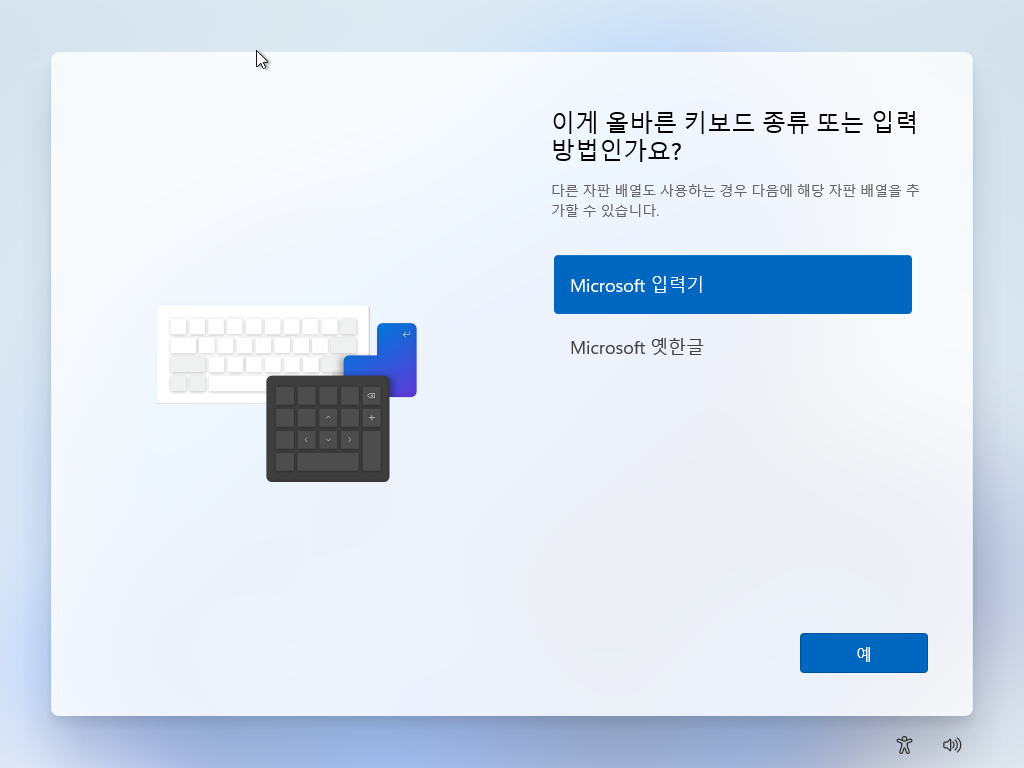 이게 올바른 키보드 종류 또는 입력
방법인가요?
다른 자판 배열도 사용하는 경우 다음에 해당 자판 배열을 추
가할 수 있습니다.
Microsoft 입력기
Microsoft 옛한글
예